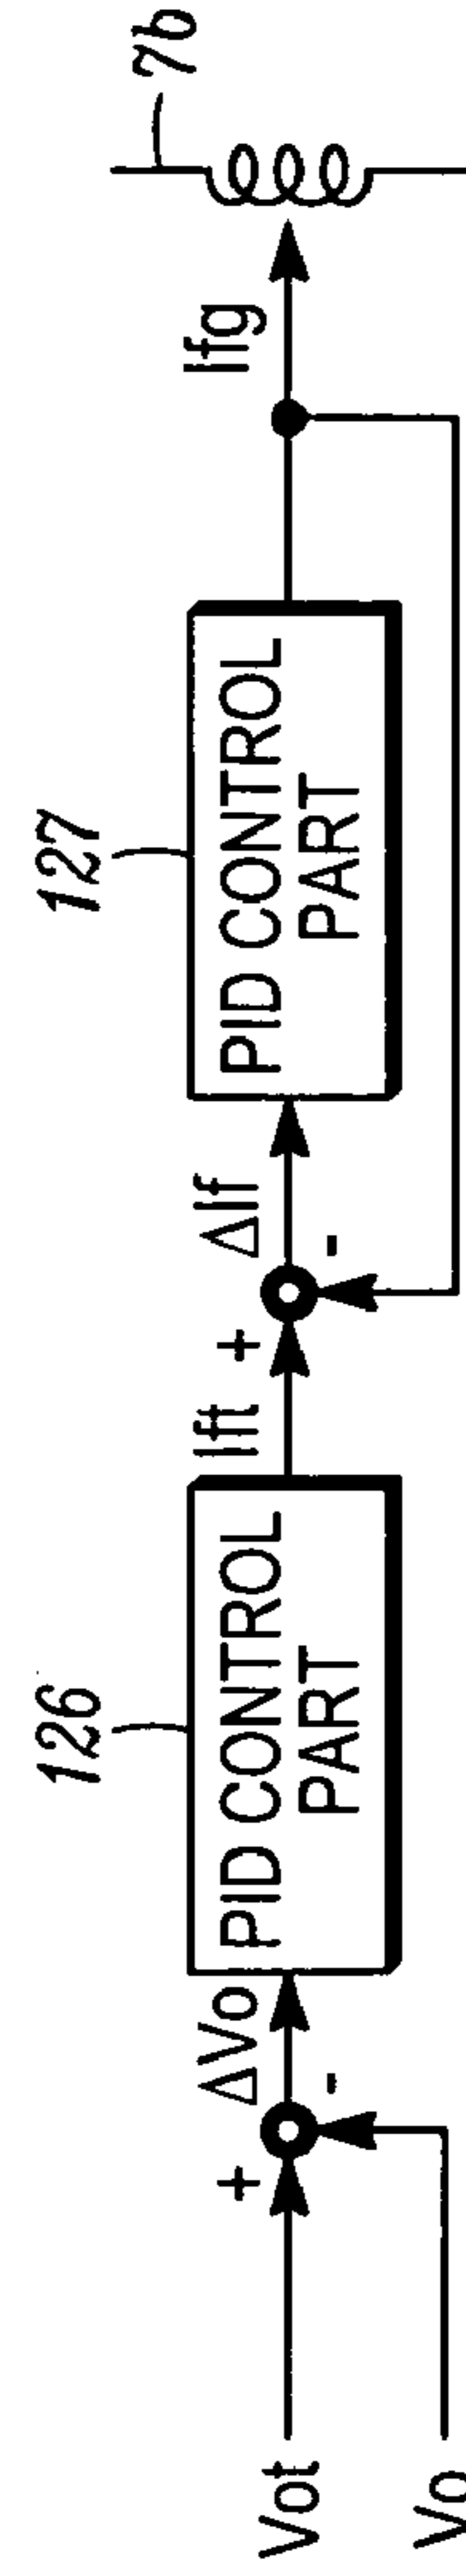 Vot
Vo
+
-
ΔVo
126
PID CONTROL
PART
Ift
+
-
ΔIf
127
PID CONTROL
PART
Ifg
7b